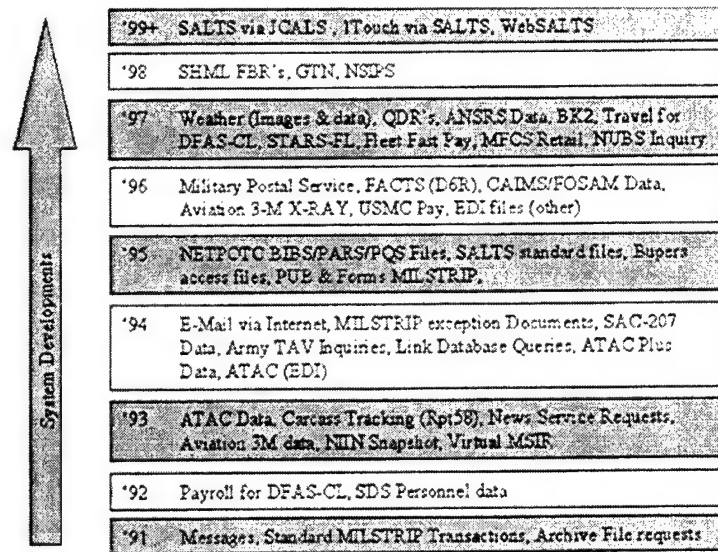 '99+ SALTS via JCALS , ITouch via SALTS, WebSALTS
'98 SHML FBR's, GTN, NSIPS
'97 Weather (Images & data), QDR's, ANSRS Data, BK2, Travel for
DFAS-CL, STARS-FL, Fleet Fast Pay, MFCS Retail, NUBS Inquiry
'96 Military Postal Service, FACTS (D6R), CAIMS/FOSAM Data,
Aviation 3-M X-RAY, USMC Pay, EDI files (other)
'95 NETPCTC BIBS/PARS/PQS Files, SALTS standard files, Bupers
access files, PUB & Forms MILSTRIP,
'94 E-Mail via Internet, MILSTRIP exception Documents, SAC-207
Data, Army TAV Inquiries, Link Database Queries, ATAC Plus
Data, ATAC (EDI)
'93 ATAC Data, Carcass Tracking (Rpt58), News Service Requests,
Aviation 3M data, NIIN Snapshot, Virtual MSIR
'92 Payroll for DFAS-CL, SDS Personnel data
'91 Messages, Standard MILSTRIP Transactions, Archive File requests
System Developments